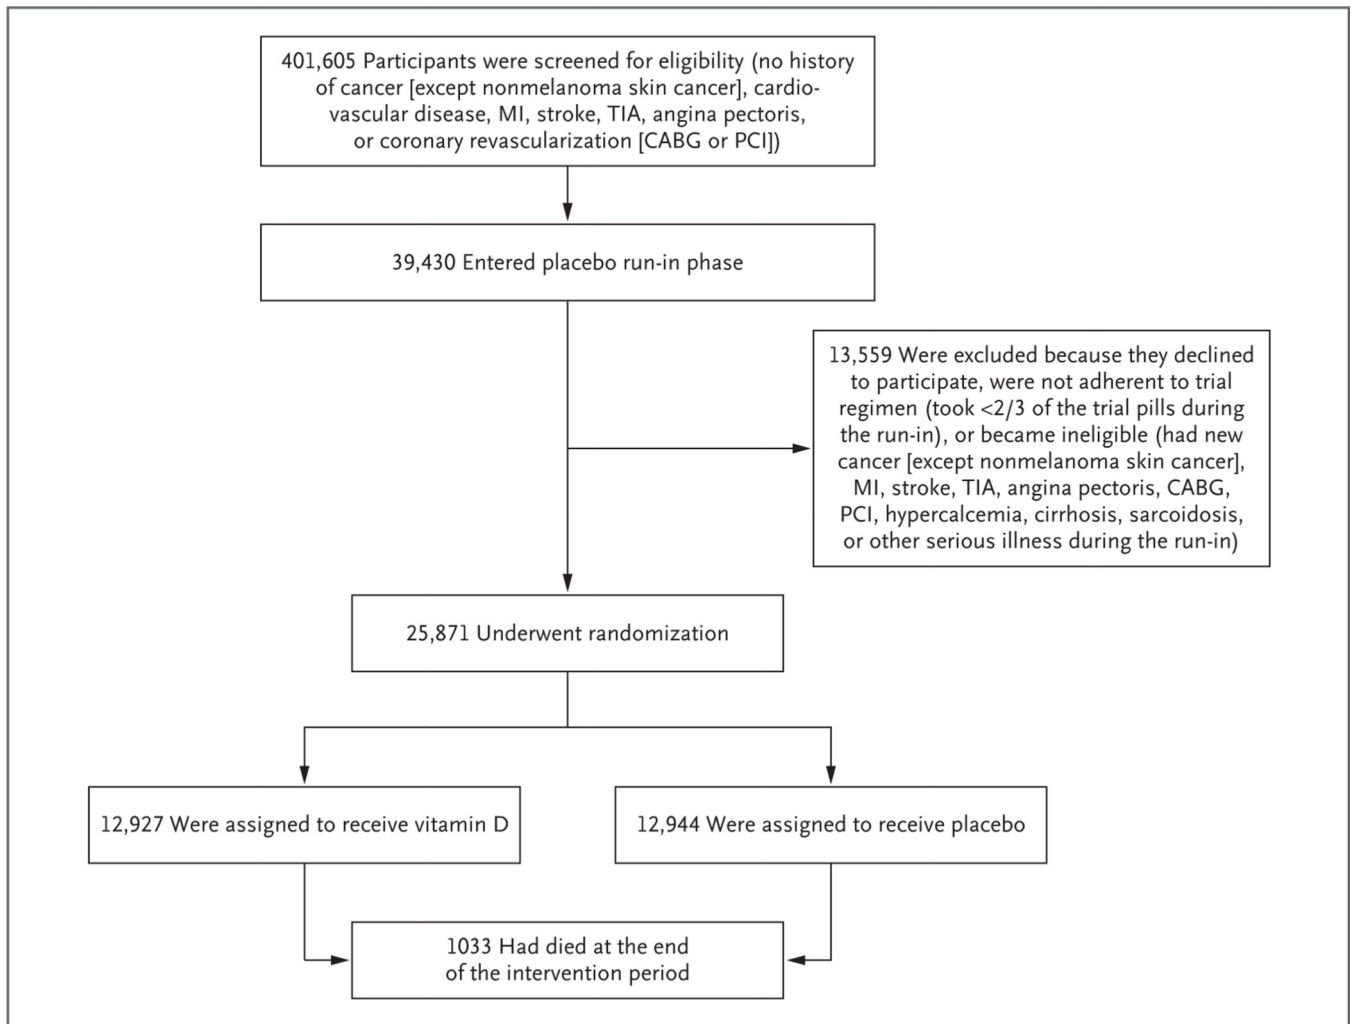 401,605 Participants were screened for eligibility (no history
of cancer [except nonmelanoma skin cancer], cardio-
vascular disease, MI, stroke, TIA, angina pectoris,
or coronary revascularization [CABG or PCI])
39,430 Entered placebo run-in phase
13,559 Were excluded because they declined
to participate, were not adherent to trial
regimen (took <2/3 of the trial pills during
the run-in), or became ineligible (had new
cancer [except nonmelanoma skin cancer],
MI, stroke, TIA, angina pectoris, CABG,
PCI, hypercalcemia, cirrhosis, sarcoidosis,
or other serious illness during the run-in)
25,871 Underwent randomization
12,927 Were assigned to receive vitamin D
12,944 Were assigned to receive placebo
1033 Had died at the end
of the intervention period